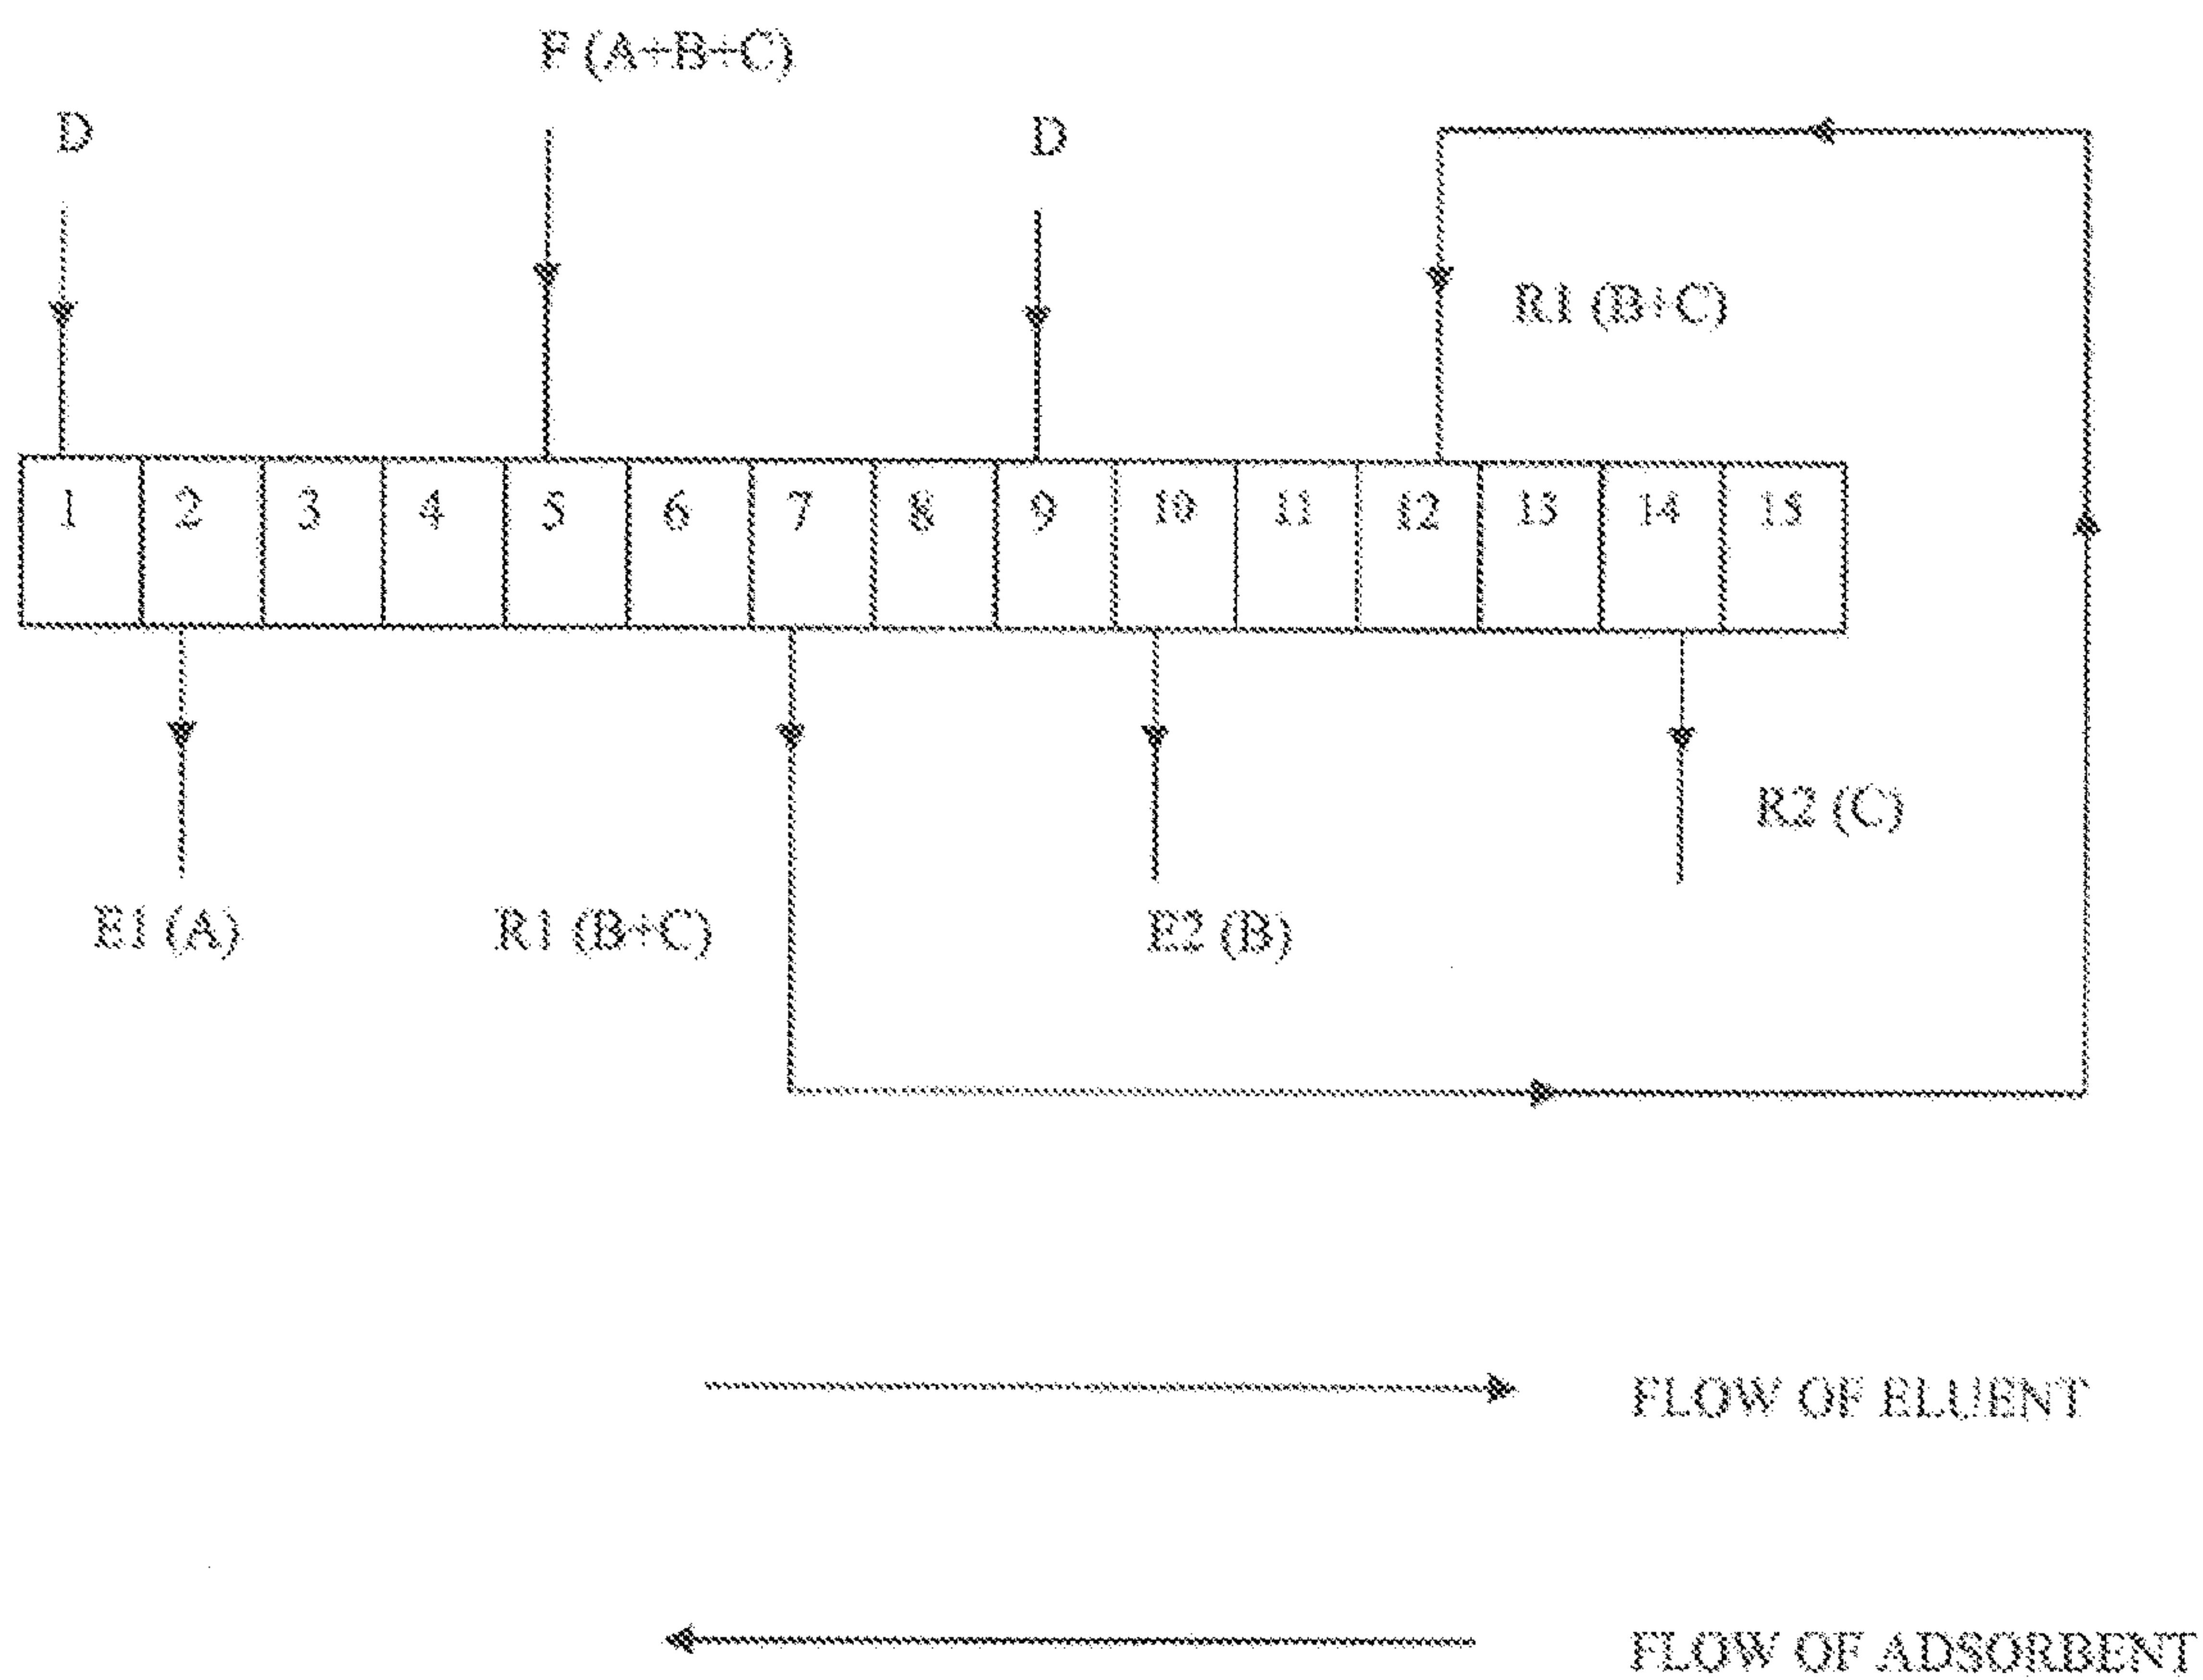 F (A+B+C)
D
D
R1 (B+C)
1 2 3 4 5 6 7 8 9 10 11 12 13 14 15
R2 (C)
E1 (A)
R1 (B+C)
E2 (B)
FLOW OF ELUENT
FLOW OF ADSORBENT